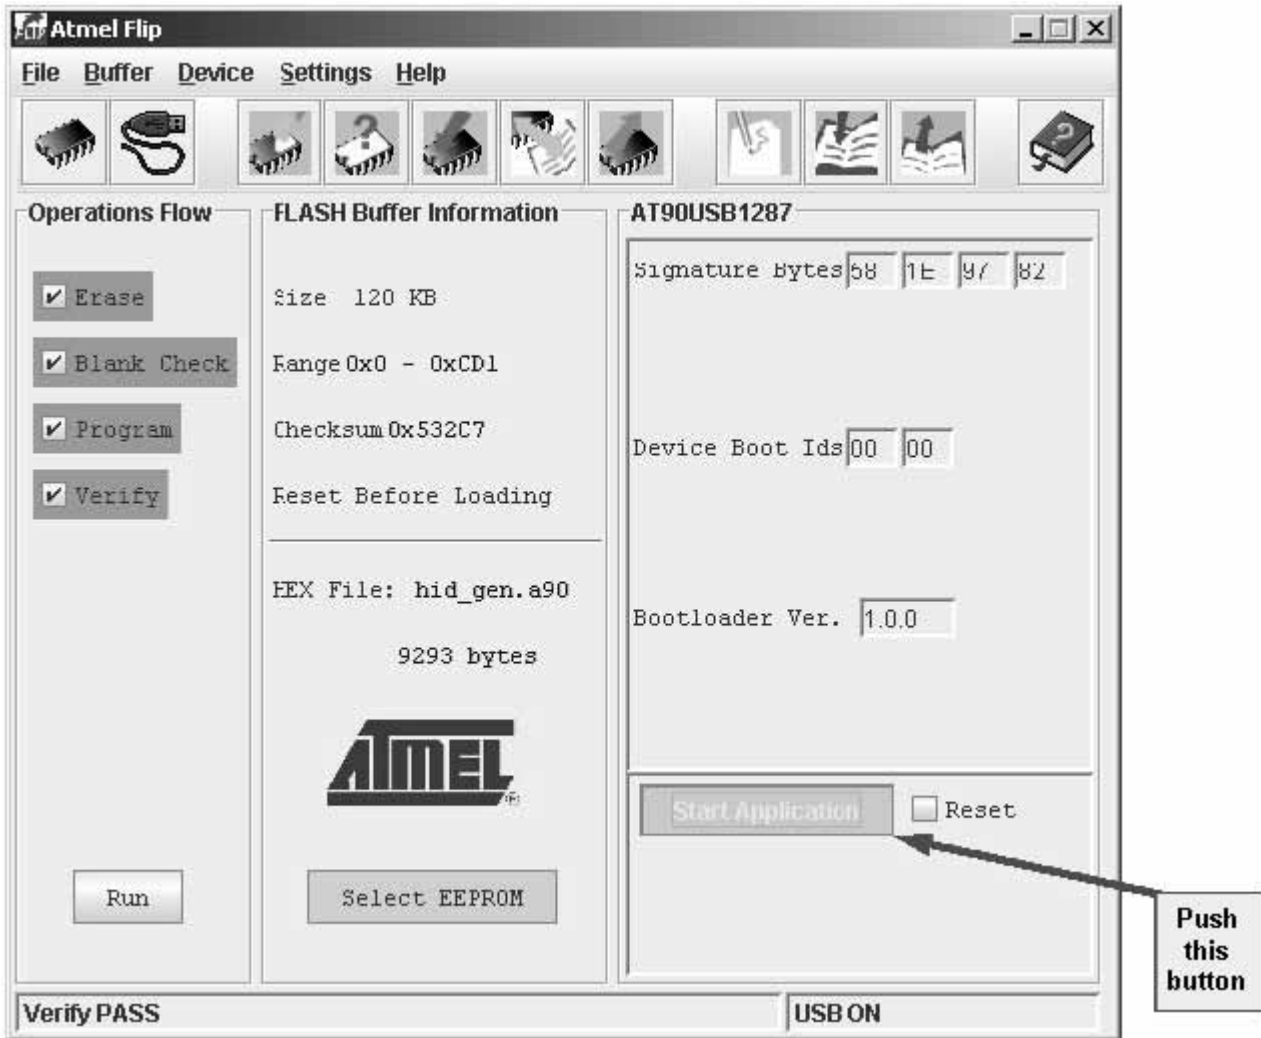 Atmel Flip
File Buffer Device Settings Help
Operations Flow
Erase
Blank Check
Program
Verify
Run
FLASH Buffer Information
Size 120 KB
Range 0x0 - 0xCD1
Checksum 0x532C7
Reset Before Loading
HEX File: hid_gen.a90
9293 bytes
ATMEL ®
Select EEPROM
AT90USB1287
Signature Bytes 58 1E 97 82
Device Boot Ids 00 00
Bootloader Ver. 1.0.0
Start Application Reset
Push
this
button
Verify PASS USB ON